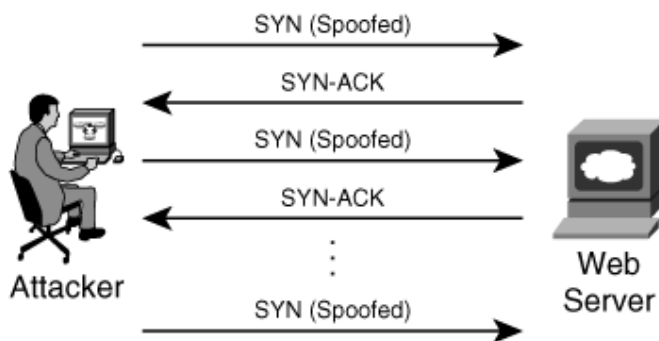 SYN (Spoofed)
SYN-ACK
SYN (Spoofed)
SYN-ACK
SYN (Spoofed)
Attacker
Web
Server